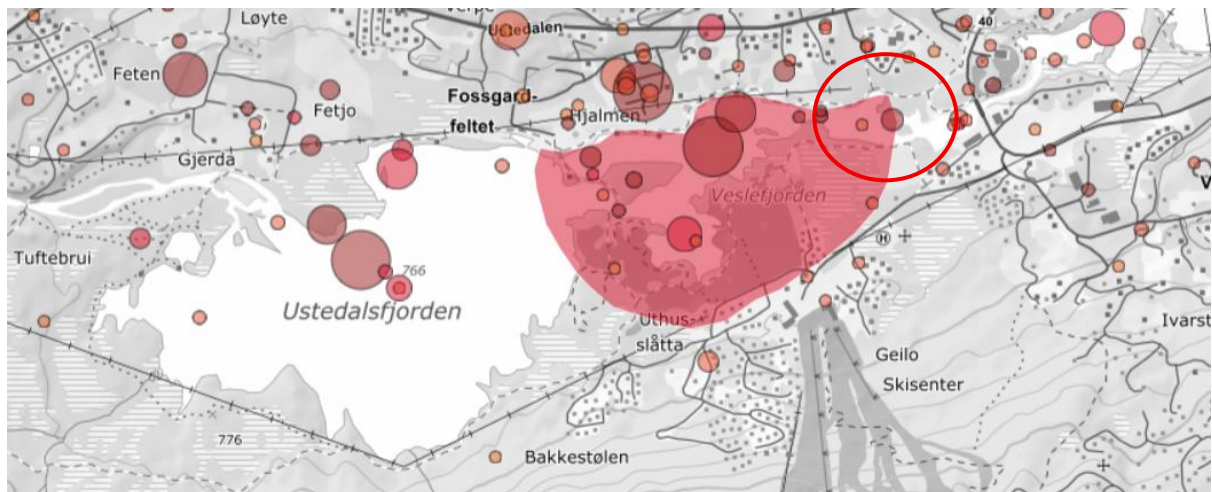 Løyte
Ustedalen
40
Feten
Fetjo
Fossgard-
feltet
Hjalmen
Gjerda
Veslefjorden
V
H
Tuftebrui
766
Ustedalsfjorden
Uthus-
slåtta
Ivarst
Geilo
Skisenter
776
Bakkestølen